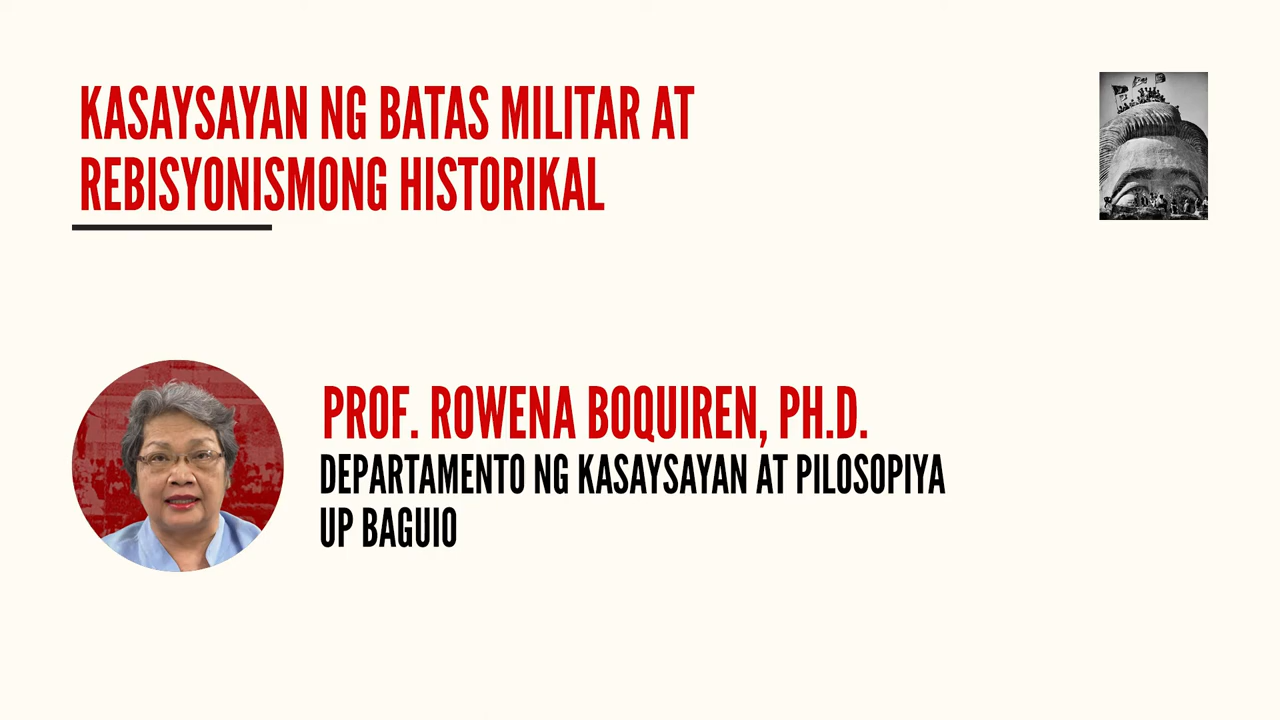 KASAYSAYAN NG BATAS MILITAR AT
REBISYONISMONG HISTORIKAL
PROF. ROWENA BOQUIREN, PH.D.
DEPARTAMENTO NG KASAYSAYAN AT PILOSOPIYA
UP BAGUIO